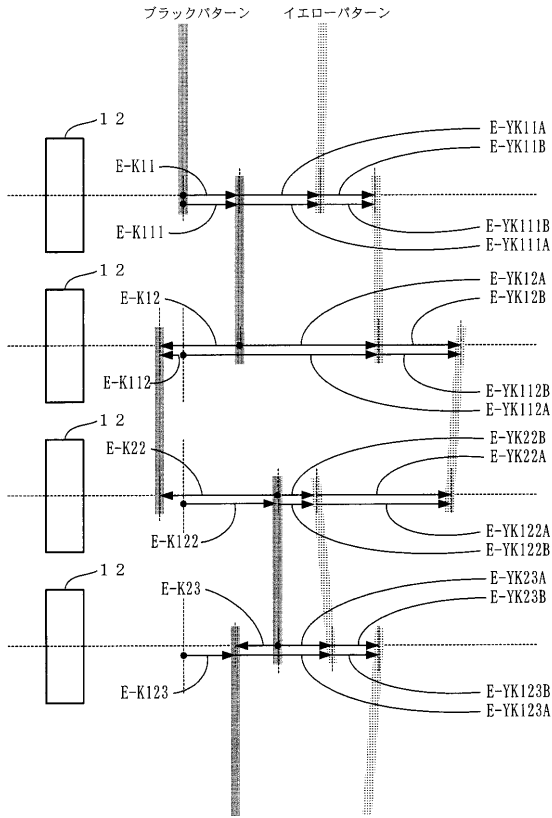 ブラックパターン イエローパターン
12
E-K11
E-K111
E-YK11A
E-YK11B
E-YK111B
E-YK111A
12
E-K12
E-K112
E-YK12A
E-YK12B
E-YK112B
E-YK112A
12
E-K22
E-K122
E-YK22B
E-YK22A
E-YK122A
E-YK122B
12
E-K23
E-K123
E-YK23A
E-YK23B
E-YK123B
E-YK123A